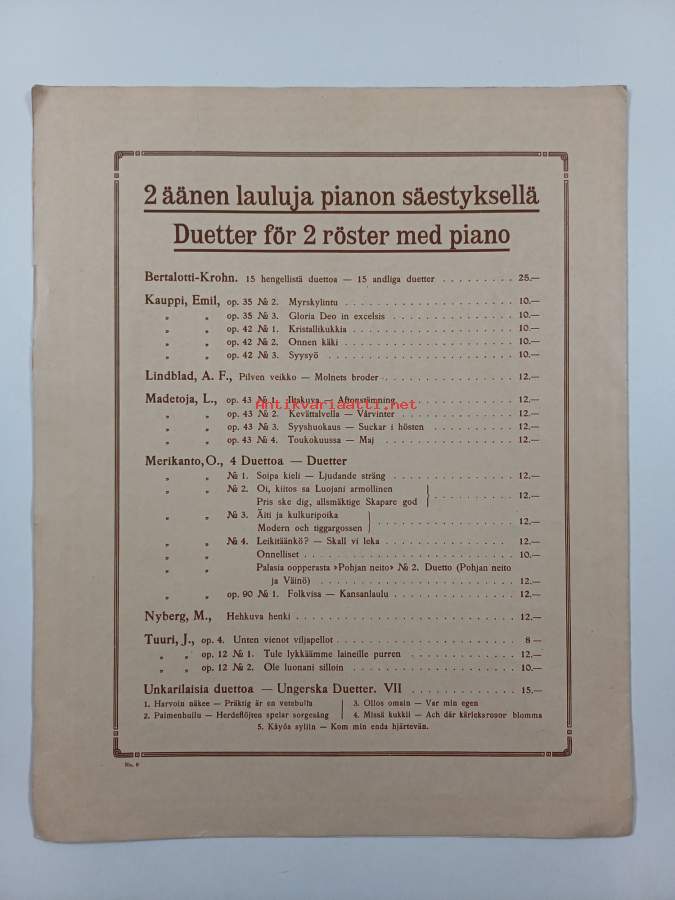 2 äänen lauluja pianon säestyksellä
Duetter för 2 röster med piano
Bertalotti-Krohn. 15 hengellistä duettoa — 15 andliga duetter . . . . . . . . . 25.—
Kauppi, Emil, op. 35 № 2. Myrskylintu . . . . . . . . . 10.—
„ „ op. 35 № 3. Gloria Deo in excelsis . . . . . . . . . 10.—
„ „ op. 42 № 1. Kristallikukkia . . . . . . . . . 10.—
„ „ op. 42 № 2. Onnen käki . . . . . . . . . 10.—
„ „ op. 42 № 3. Syysyö . . . . . . . . . 10.—
Lindblad, A. F., Pilven veikko — Molnets broder . . . . . . . . . 12.—
Madetoja, L., op. 43 № 1. Iltakuva — Aftonstämning . . . . . . . . . 12.—
Antikvariaatti.net
„ „ op. 43 № 2. Kevättalvella — Vårvinter . . . . . . . . . 12.—
„ „ op. 43 № 3. Syyshuokaus — Suckar i hösten . . . . . . . . . 12.—
„ „ op. 43 № 4. Toukokuussa — Maj . . . . . . . . . 12.—
Merikanto, O., 4 Duettoa — Duetter
„ „ № 1. Soipa kieli — Ljudande sträng . . . . . . . . . 12.—
„ „ № 2. Oi, kiitos sa Luojani armollinen
Pris ske dig, allsmäktige Skapare god . . . . . . . . . 12.—
„ „ № 3. Äiti ja kulkuripoika
Modern och tiggargossen . . . . . . . . . 12.—
„ „ № 4. Leikitäänkö? — Skall vi leka . . . . . . . . . 12.—
„ „ Onnelliset . . . . . . . . . 10.—
„ „ Palasia oopperasta »Pohjan neito» № 2. Duetto (Pohjan neito
ja Väinö) . . . . . . . . . 12.—
„ „ op. 90 № 1. Folkvisa — Kansanlaulu . . . . . . . . . 12.—
Nyberg, M., Hehkuva henki . . . . . . . . . 12.—
Tuuri, J., op. 4. Unten vienot viljapellot . . . . . . . . . 8 —
„ „ op. 12 № 1. Tule lykkäämme laineille purren . . . . . . . . . 12.—
„ „ op. 12 № 2. Ole luonani silloin . . . . . . . . . 10.—
Unkarilaisia duettoa — Ungerska Duetter. VII . . . . . . . . . 15.—
1. Harvoin näkee — Präktig är en vetebulla
2. Paimenhuilu — Herdeflöjten spelar sorgesång
3. Ollos omain — Var min egen
4. Missä kukkii — Ach där kärleksrosor blomma
5. Käyös syliin — Kom min enda hjärtevän.